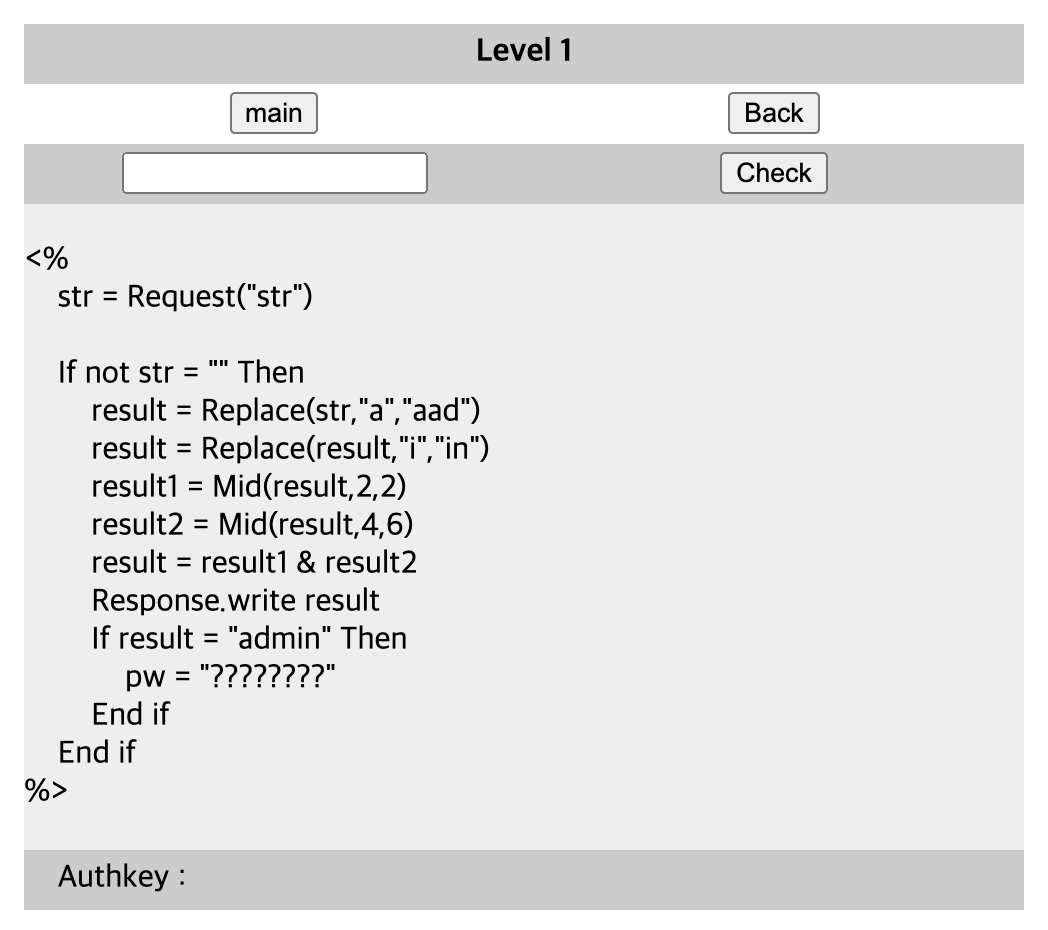 Level 1
main Back
Check
<%
str = Request("str")
If not str = "" Then
result = Replace(str,"a","aad")
result = Replace(result,"i","in")
result1 = Mid(result,2,2)
result2 = Mid(result,4,6)
result = result1 & result2
Response.write result
If result = "admin" Then
pw = "????????"
End if
End if
%>
Authkey :